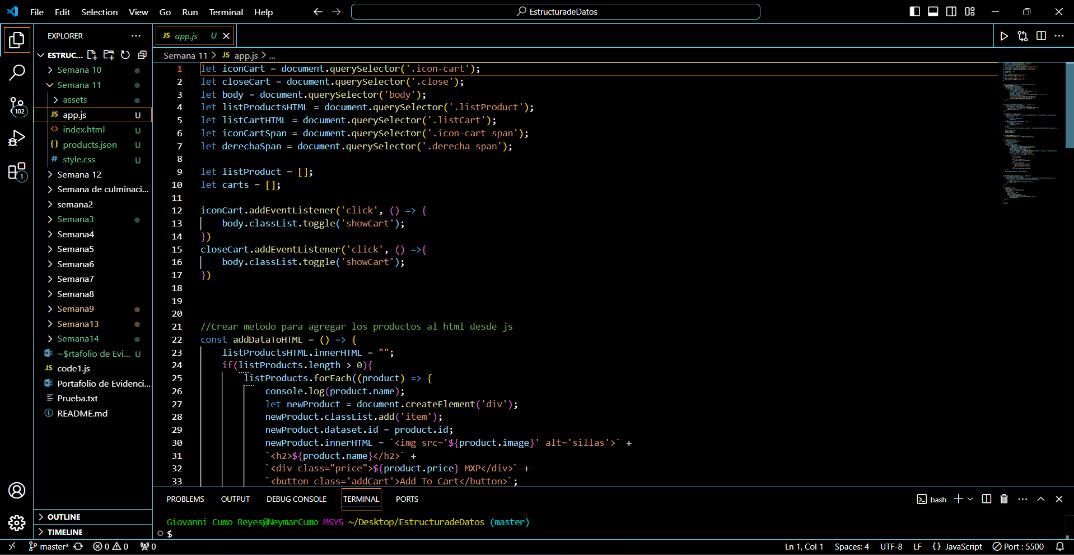 File Edit Selection View Go Run Terminal Help
EstructuradeDatos
EXPLORER
ESTRUC...
Semana 10
Semana 11
assets
app.js U
index.html U
products.json U
style.css U
Semana 12
Semana de culminaci...
semana2
Semana3
Semana4
Semana5
Semana6
Semana7
Semana8
Semana9
Semana13
Semana14
~$rtafolio de Evi... U
code1.js
Portafolio de Evidenci...
Prueba.txt
README.md
OUTLINE
TIMELINE
102
1
JS app.js U
Semana 11 > JS app.js > ...
1 let iconCart = document.querySelector('.icon-cart');
2 let closeCart = document.querySelector('.close');
3 let body = document.querySelector('body');
4 let listProductsHTML = document.querySelector('.listProduct');
5 let listCartHTML = document.querySelector('.listCart');
6 let iconCartSpan = document.querySelector('.icon-cart span');
7 let derechaSpan = document.querySelector('.derecha span');
8
9 let listProduct = [];
10 let carts = [];
11
12 iconCart.addEventListener('click', () => {
13 body.classList.toggle('showCart');
14 })
15 closeCart.addEventListener('click', () =>{
16 body.classList.toggle('showCart');
17 })
18
19
20
21 //Crear metodo para agregar los productos al html desde js
22 const addDataToHTML = () => {
23 listProductsHTML.innerHTML = "";
24 if(listProducts.length > 0){
25 listProducts.forEach((product) => {
26 console.log(product.name);
27 let newProduct = document.createElement('div');
28 newProduct.classList.add('item');
29 newProduct.dataset.id = product.id;
30 newProduct.innerHTML = `<img src='${product.image}' alt='sillas'>` +
31 `<h2>${product.name}</h2>` +
32 `<div class="price">${product.price} MXP</div>` +
33 `<button class='addCart'>Add To Cart</button>`;
PROBLEMS OUTPUT DEBUG CONSOLE TERMINAL PORTS
bash
Giovanni Cumo Reyes@NeymarCumo MSYS ~/Desktop/EstructuradeDatos (master)
$
master* 0 0 0 Ln 1, Col 1 Spaces: 4 UTF-8 LF {} JavaScript Port : 5500